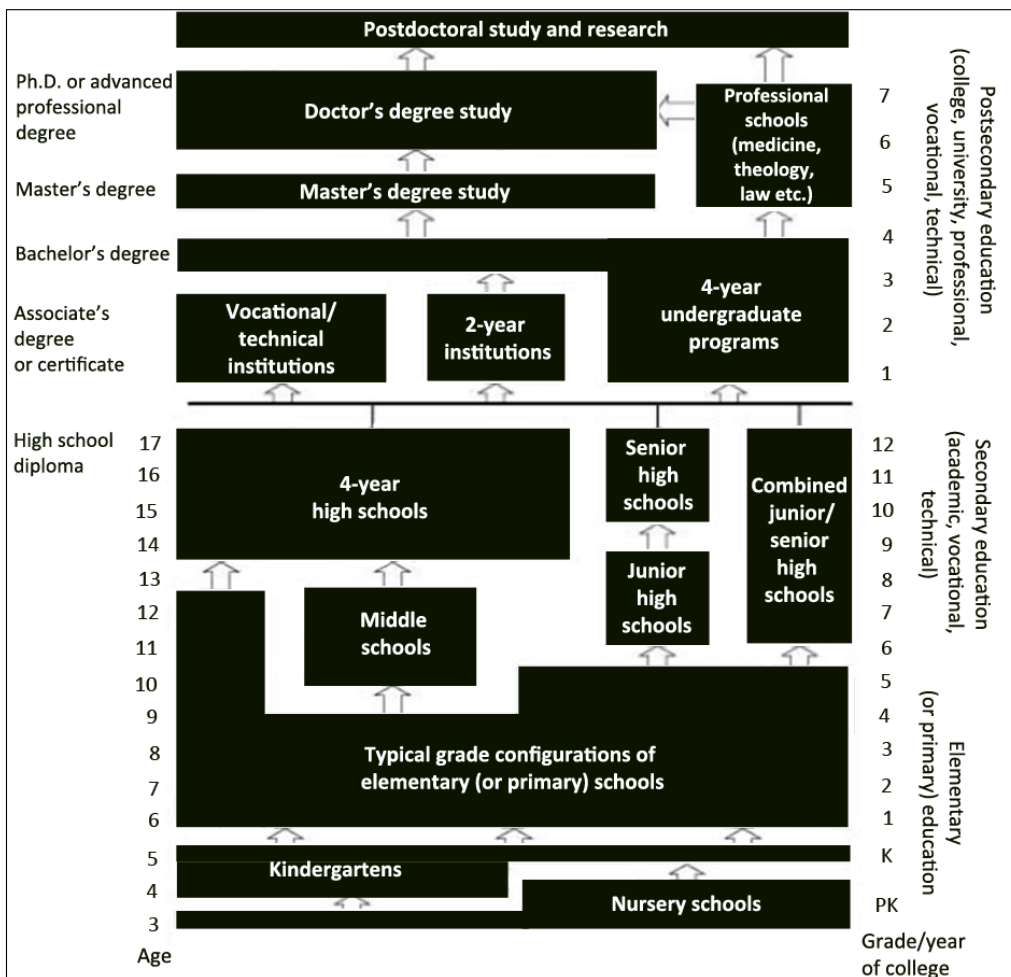 Postdoctoral study and research
Ph.D. or advanced
professional
degree
Doctor's degree study
Professional
schools
(medicine,
theology,
law etc.)
7
6
Master's degree
Master's degree study
5
Bachelor's degree
4
3
Associate's
degree
or certificate
Vocational/
technical
institutions
2-year
institutions
4-year
undergraduate
programs
2
1
Postsecondary education
(college, university, professional,
vocational, technical)
High school
diploma
17
16
15
14
13
12
11
10
9
8
7
6
5
4
3
Age
4-year
high schools
Senior
high
schools
Combined
junior/
senior
high
schools
Middle
schools
Junior
high
schools
Typical grade configurations of
elementary (or primary) schools
Kindergartens
Nursery schools
12
11
10
9
8
7
6
5
4
3
2
1
K
PK
Grade/year
of college
Secondary education
(academic, vocational,
technical)
Elementary
(or primary) education